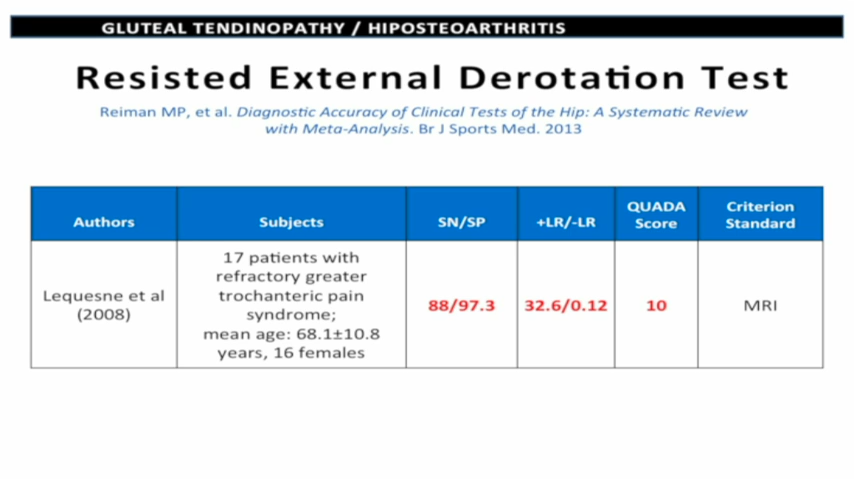 GLUTEAL TENDINOPATHY / HIPOSTEOARTHRITIS
Resisted External Derotation Test
Reiman MP, et al. Diagnostic Accuracy of Clinical Tests of the Hip: A Systematic Review
with Meta-Analysis. Br J Sports Med. 2013
Authors
Subjects
SN/SP
+LR/-LR
QUADA
Score
Criterion
Standard
Lequesne et al
(2008)
17 patients with
refractory greater
trochanteric pain
syndrome;
mean age: 68.1±10.8
years, 16 females
88/97.3
32.6/0.12
10
MRI